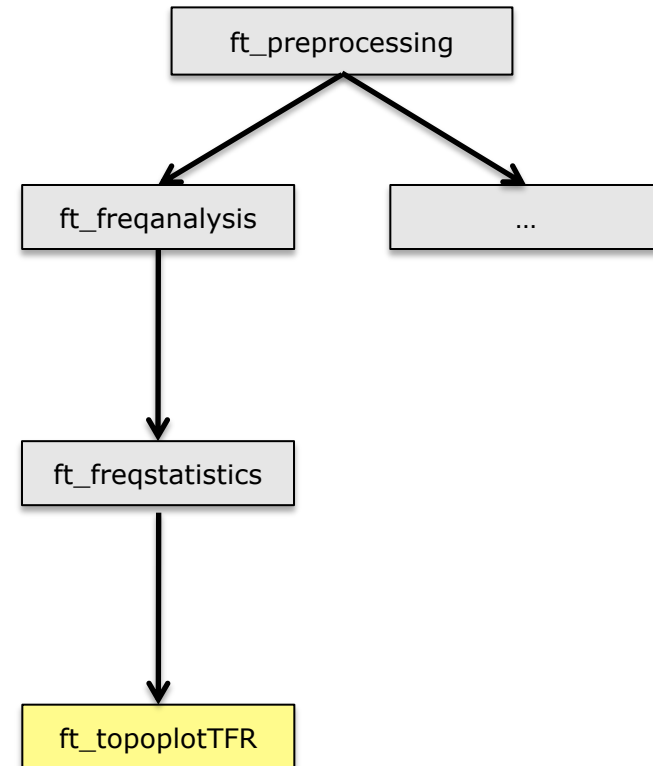 ft_preprocessing
ft_freqanalysis
…
ft_freqstatistics
ft_topoplotTFR